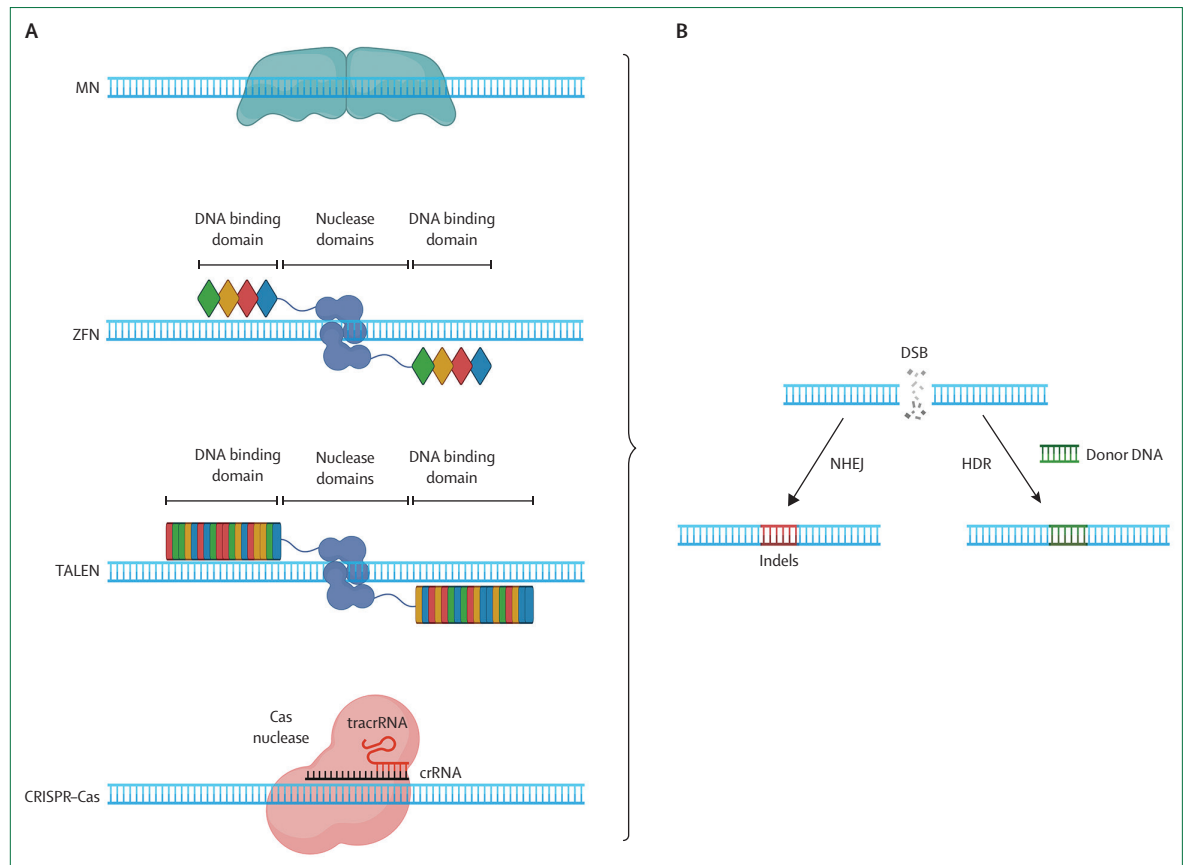 A
B
MN
DNA binding
domain
Nuclease
domains
DNA binding
domain
ZFN
DNA binding
domain
Nuclease
domains
DNA binding
domain
TALEN
Cas
nuclease
tracrRNA
crRNA
CRISPR–Cas
DSB
NHEJ
HDR
Donor DNA
Indels